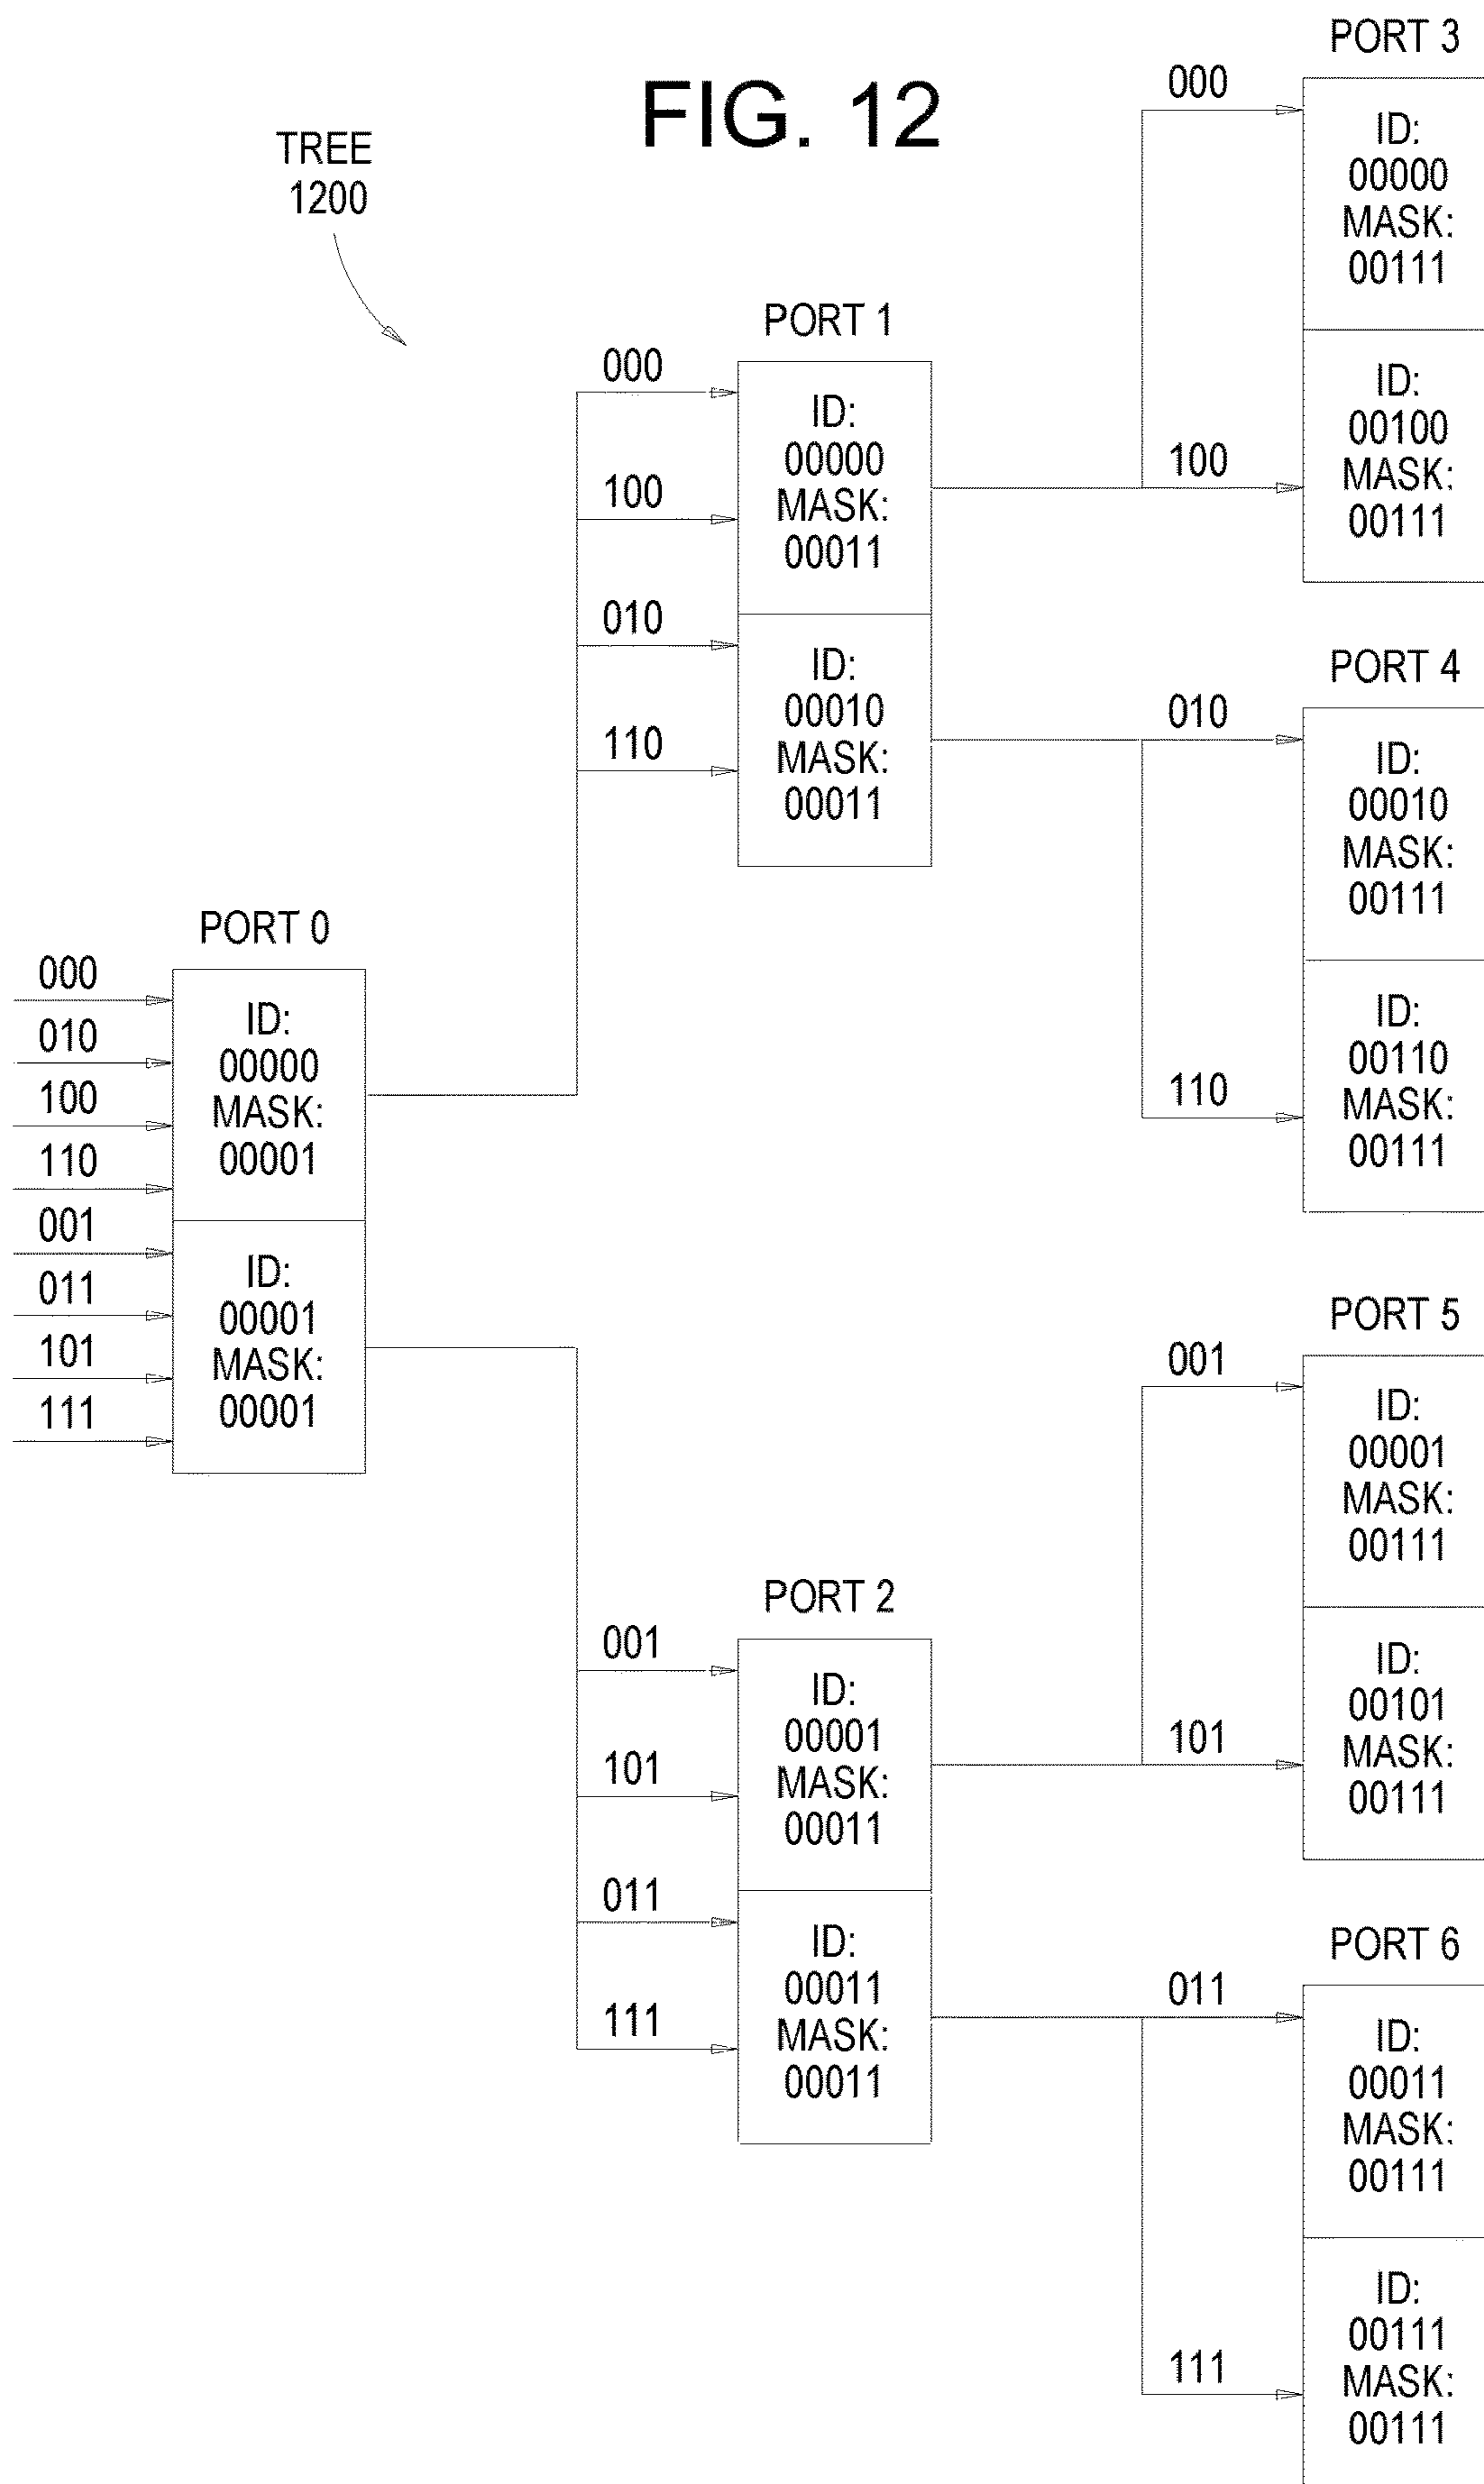 FIG. 12
TREE
1200
PORT 0
000
010
100
110
001
011
101
111
ID:
00000
MASK:
00001
ID:
00001
MASK:
00001
PORT 1
000
100
010
110
ID:
00000
MASK:
00011
ID:
00010
MASK:
00011
PORT 2
001
101
011
111
ID:
00001
MASK:
00011
ID:
00011
MASK:
00011
PORT 3
000
100
ID:
00000
MASK:
00111
ID:
00100
MASK:
00111
PORT 4
010
110
ID:
00010
MASK:
00111
ID:
00110
MASK:
00111
PORT 5
001
101
ID:
00001
MASK:
00111
ID:
00101
MASK:
00111
PORT 6
011
111
ID:
00011
MASK:
00111
ID:
00111
MASK:
00111